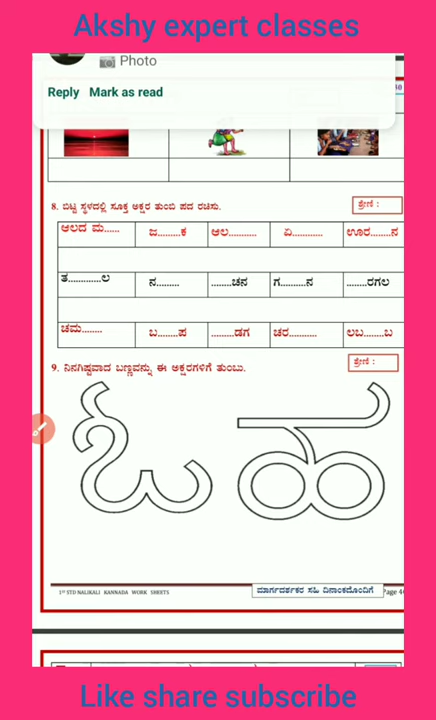 Akshy expert classes
Photo
Reply Mark as read
8. ಬಿಟ್ಟ ಸ್ಥಳದಲ್ಲಿ ಸೂಕ್ತ ಅಕ್ಷರ ತುಂಬಿ ಪದ ರಚಿಸು.
ಶ್ರೇಣಿ :
ಆಲದ ಮ...... ಜ........ಕ ಆಲ.......... ಏ........... ಊರ.......ನ
ತ............ಲ ನ........ ........ಚನ ಗ.........ನ .......ರಗಲ
ಚಮ........ ಬ........ಪ .........ಡಗ ಚರ.......... ಲಬ........ಬ
9. ನಿನಗಿಷ್ಟವಾದ ಬಣ್ಣವನ್ನು ಈ ಅಕ್ಷರಗಳಿಗೆ ತುಂಬು.
ಶ್ರೇಣಿ :
ಓ ಹ
1ST STD NALIKALI KANNADA WORK SHEETS
ಮಾರ್ಗದರ್ಶಕರ ಸಹಿ ದಿನಾಂಕದೊಂದಿಗೆ
Like share subscribe